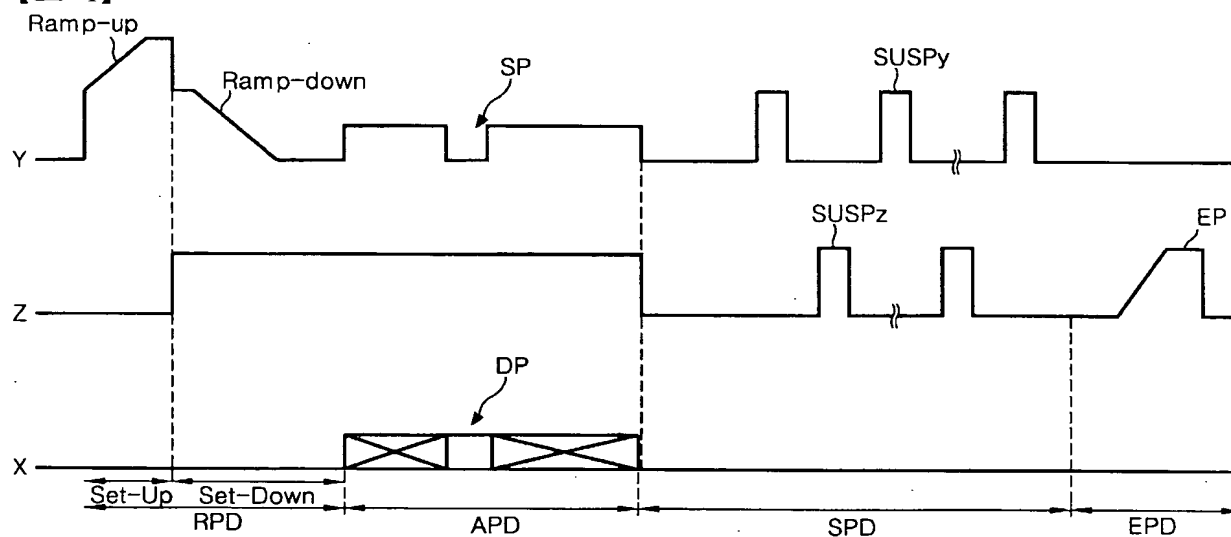 Ramp-up
Ramp-down
SP
SUSPy
Y
SUSPz
EP
Z
DP
X
Set-Up Set-Down
RPD APD SPD EPD